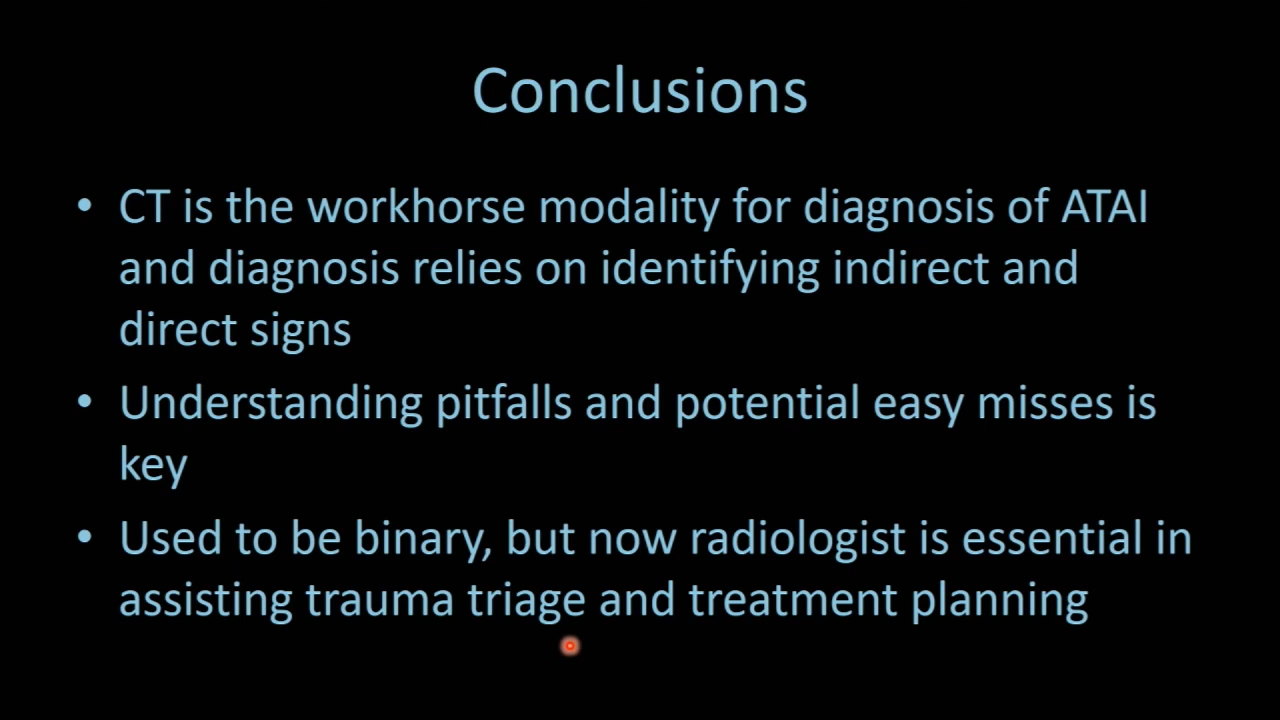 Conclusions
• CT is the workhorse modality for diagnosis of ATAI
and diagnosis relies on identifying indirect and
direct signs
• Understanding pitfalls and potential easy misses is
key
• Used to be binary, but now radiologist is essential in
assisting trauma triage and treatment planning